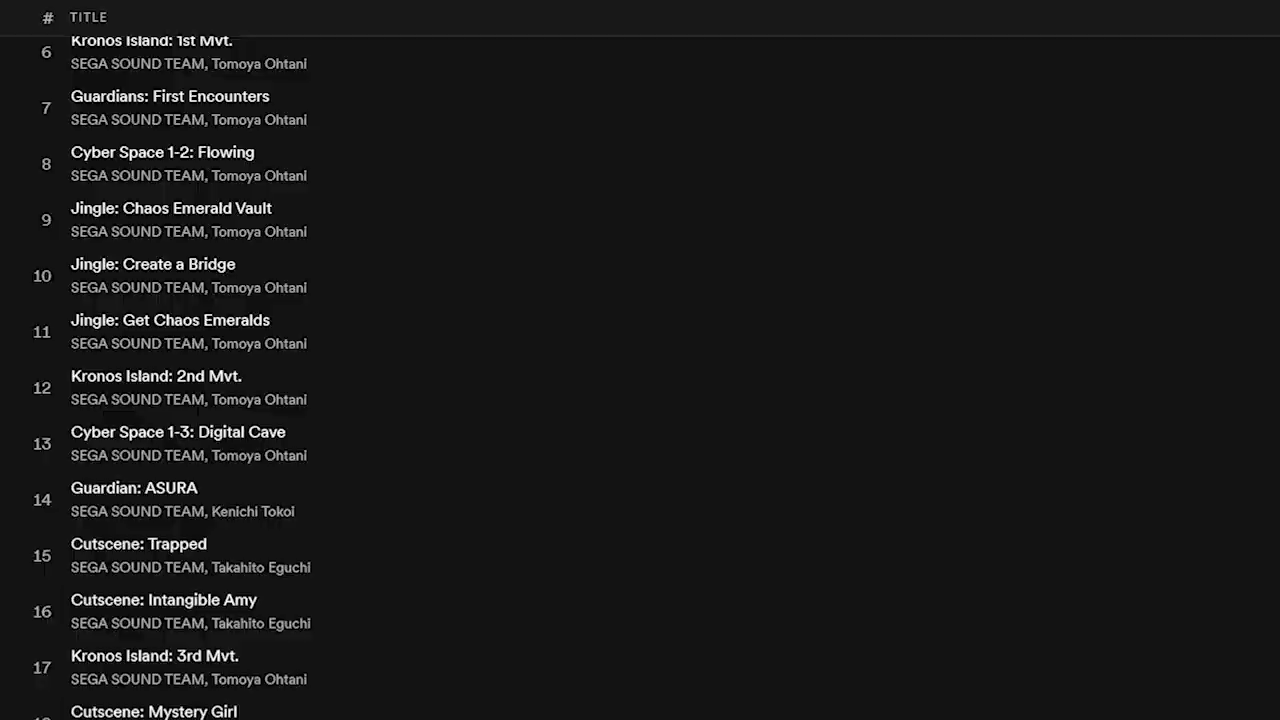 # TITLE
6
Kronos Island: 1st Mvt.
SEGA SOUND TEAM, Tomoya Ohtani
7
Guardians: First Encounters
SEGA SOUND TEAM, Tomoya Ohtani
8
Cyber Space 1-2: Flowing
SEGA SOUND TEAM, Tomoya Ohtani
9
Jingle: Chaos Emerald Vault
SEGA SOUND TEAM, Tomoya Ohtani
10
Jingle: Create a Bridge
SEGA SOUND TEAM, Tomoya Ohtani
11
Jingle: Get Chaos Emeralds
SEGA SOUND TEAM, Tomoya Ohtani
12
Kronos Island: 2nd Mvt.
SEGA SOUND TEAM, Tomoya Ohtani
13
Cyber Space 1-3: Digital Cave
SEGA SOUND TEAM, Tomoya Ohtani
14
Guardian: ASURA
SEGA SOUND TEAM, Kenichi Tokoi
15
Cutscene: Trapped
SEGA SOUND TEAM, Takahito Eguchi
16
Cutscene: Intangible Amy
SEGA SOUND TEAM, Takahito Eguchi
17
Kronos Island: 3rd Mvt.
SEGA SOUND TEAM, Tomoya Ohtani
Cutscene: Mystery Girl